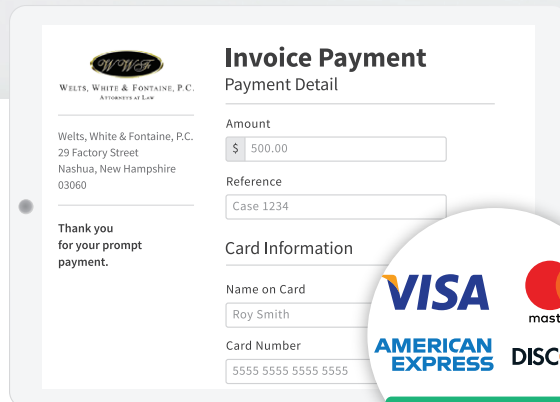 WWF
WELTS, WHITE & FONTAINE, P.C.
ATTORNEYS AT LAW
Welts, White & Fontaine, P.C.
29 Factory Street
Nashua, New Hampshire
03060
Thank you
for your prompt
payment.
Invoice Payment
Payment Detail
Amount
$ 500.00
Reference
Case 1234
Card Information
Name on Card
Roy Smith
Card Number
5555 5555 5555 5555
VISA
mast
AMERICAN
EXPRESS
DISC